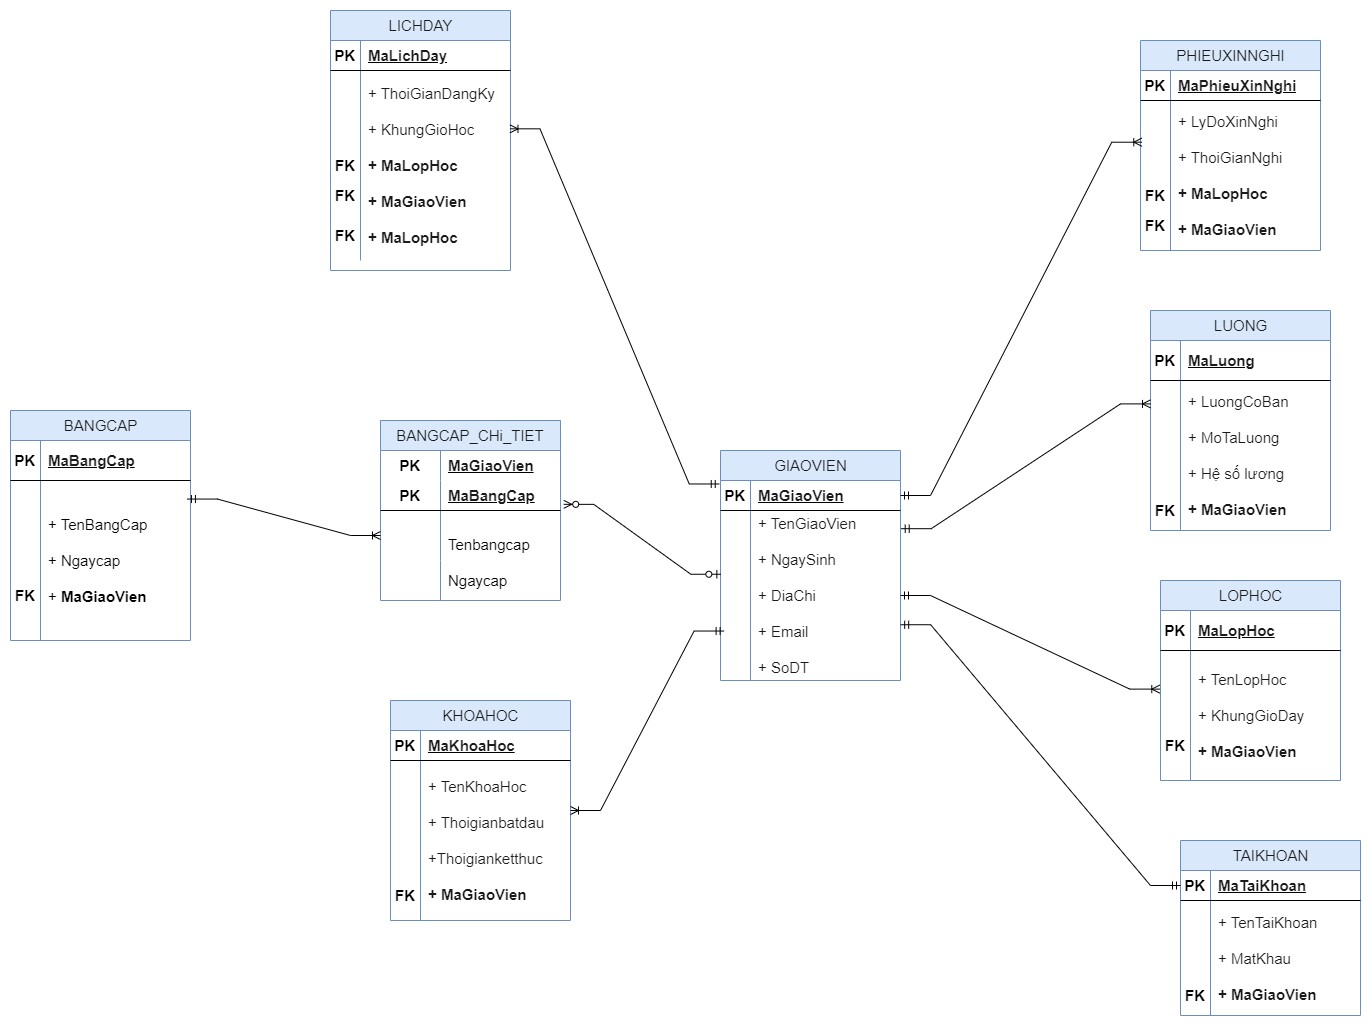 LICHDAY
PK MaLichDay
+ ThoiGianDangKy
+ KhungGioHoc
FK + MaLopHoc
FK + MaGiaoVien
FK + MaLopHoc
PHIEUXINNGHI
PK MaPhieuXinNghi
+ LyDoXinNghi
+ ThoiGianNghi
FK + MaLopHoc
FK + MaGiaoVien
LUONG
PK MaLuong
+ LuongCoBan
+ MoTaLuong
+ Hệ số lương
FK + MaGiaoVien
BANGCAP
PK MaBangCap
+ TenBangCap
+ Ngaycap
FK + MaGiaoVien
BANGCAP_CHi_TIET
PK MaGiaoVien
PK MaBangCap
Tenbangcap
Ngaycap
GIAOVIEN
PK MaGiaoVien
+ TenGiaoVien
+ NgaySinh
+ DiaChi
+ Email
+ SoDT
LOPHOC
PK MaLopHoc
+ TenLopHoc
+ KhungGioDay
FK + MaGiaoVien
KHOAHOC
PK MaKhoaHoc
+ TenKhoaHoc
+ Thoigianbatdau
+Thoigianketthuc
FK + MaGiaoVien
TAIKHOAN
PK MaTaiKhoan
+ TenTaiKhoan
+ MatKhau
FK + MaGiaoVien